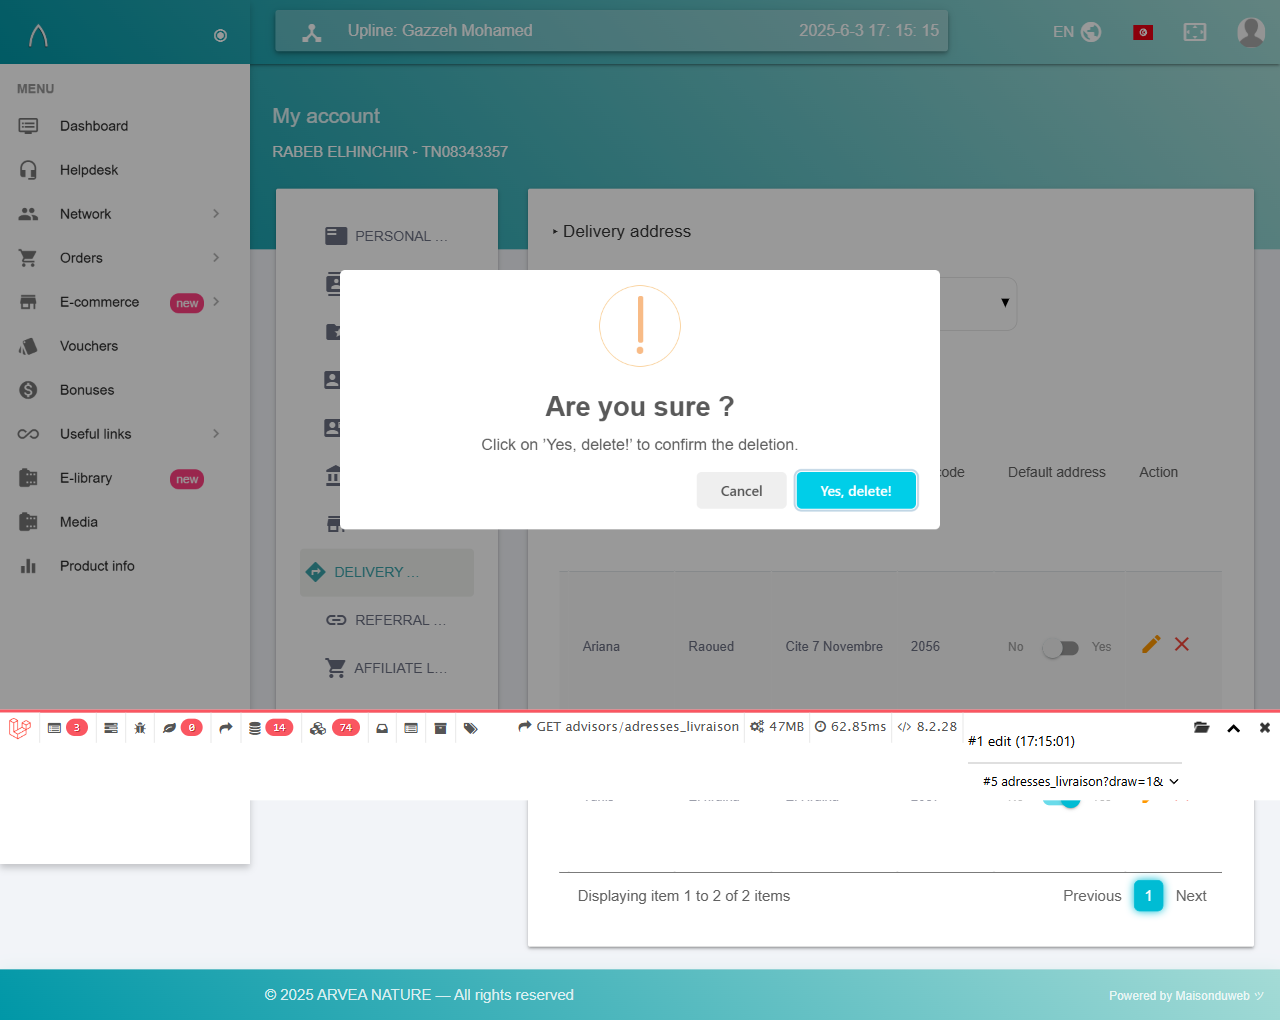 Upline: Gazzeh Mohamed
2025-6-3 17: 15: 15
EN
MENU
Dashboard
Helpdesk
Network
Orders
E-commerce new
Vouchers
Bonuses
Useful links
E-library new
Media
Product info
My account
RABEB ELHINCHIR - TN08343357
PERSONAL ...
DELIVERY ...
REFERRAL ...
AFFILIATE L...
Delivery address
Are you sure ?
Click on 'Yes, delete!' to confirm the deletion.
Cancel
Yes, delete!
code Default address Action
Ariana Raoued Cite 7 Novembre 2056 No Yes
3 0 14 74 GET advisors/adresses_livraison 47MB 62.85ms 8.2.28
#1 edit (17:15:01)
#5 adresses_livraison?draw=1&
Displaying item 1 to 2 of 2 items
Previous 1 Next
© 2025 ARVEA NATURE — All rights reserved
Powered by Maisonduweb ツ